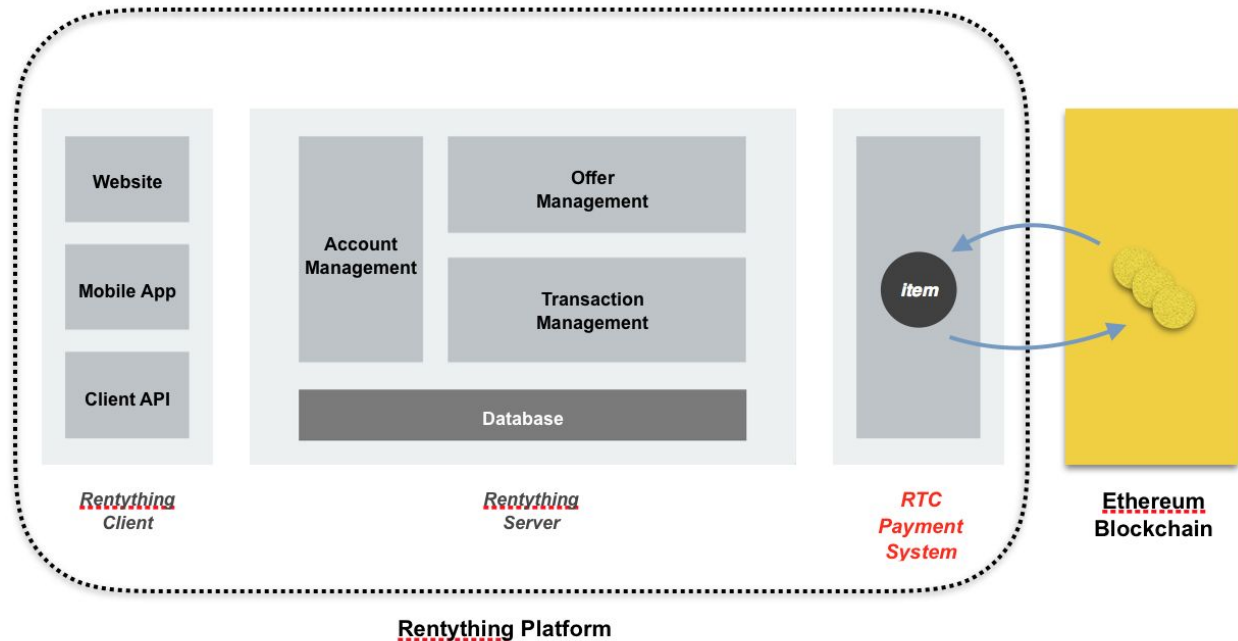 Website
Mobile App
Client API
Account
Management
Offer
Management
Transaction
Management
Database
item
Rentything
Client
Rentything
Server
RTC
Payment
System
Ethereum
Blockchain
Rentything Platform